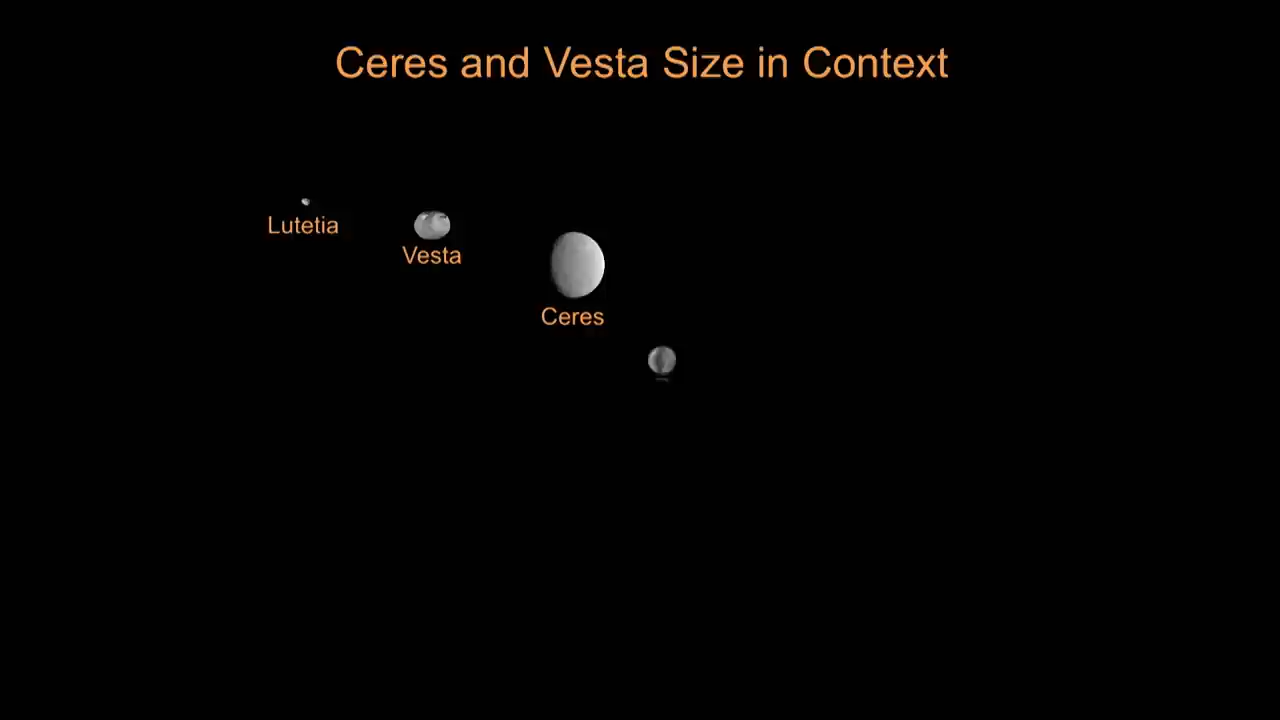 Ceres and Vesta Size in Context
Lutetia
Vesta
Ceres